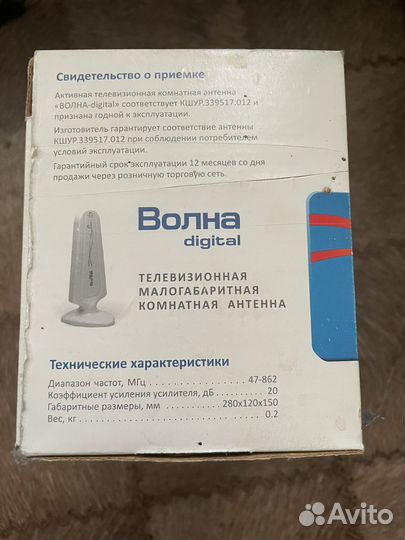 Свидетельство о приемке
Активная телевизионная комнатная антенна
«ВОЛНА-digital» соответствует КШУР.339517.012 и
признана годной к эксплуатации.
Изготовитель гарантирует соответствие антенны
КШУР.339517.012 при соблюдении потребителем
условий эксплуатации.
Гарантийный срок эксплуатации 12 месяцев со дня
продажи через розничную торговую сеть.
Волна
digital
ТЕЛЕВИЗИОННАЯ
МАЛОГАБАРИТНАЯ
КОМНАТНАЯ АНТЕННА
Технические характеристики
Диапазон частот, МГц . . . . . . . . . . . . . . . . . . 47-862
Коэффициент усиления усилителя, дБ . . . . . . . . . . 20
Габаритные размеры, мм . . . . . . . . . . 280x120x150
Вес, кг . . . . . . . . . . . . . . . . . . . . . . . . . . . . . . . . 0.2
Avito